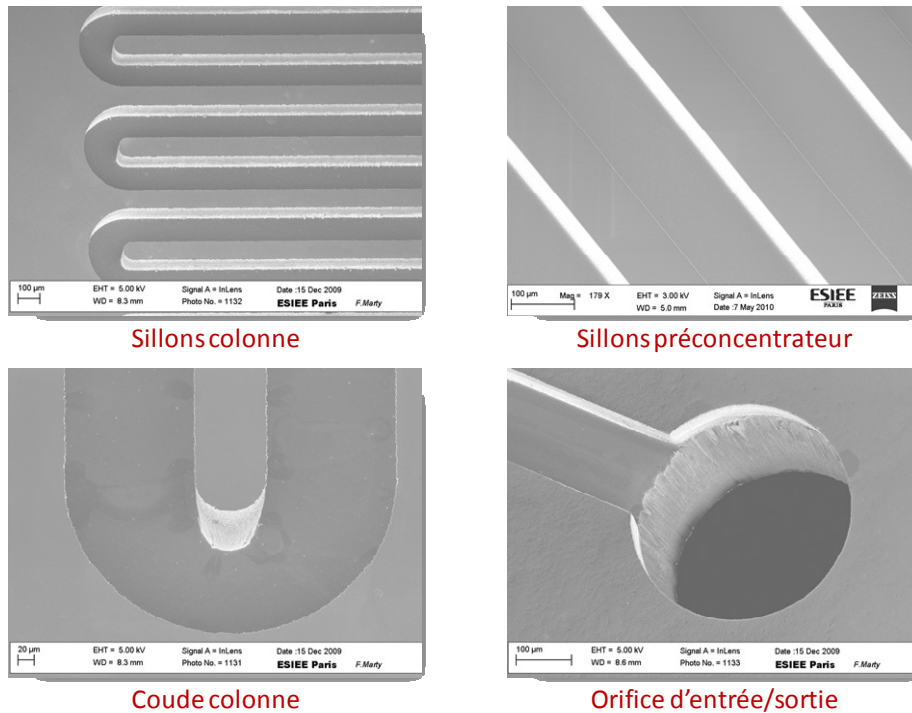 100 µm EHT = 5.00 kV Signal A = InLens Date :15 Dec 2009
WD = 8.3 mm Photo No. = 1132 ESIEE Paris F.Marty
Sillons colonne
100 µm Mag = 179 X EHT = 3.00 kV Signal A = InLens ESIEE PARIS ZEISS
WD = 5.0 mm Date :7 May 2010
Sillons préconcentrateur
20 µm EHT = 5.00 kV Signal A = InLens Date :15 Dec 2009
WD = 8.3 mm Photo No. = 1131 ESIEE Paris F.Marty
Coude colonne
100 µm EHT = 5.00 kV Signal A = InLens Date :15 Dec 2009
WD = 8.6 mm Photo No. = 1133 ESIEE Paris F.Marty
Orifice d'entrée/sortie